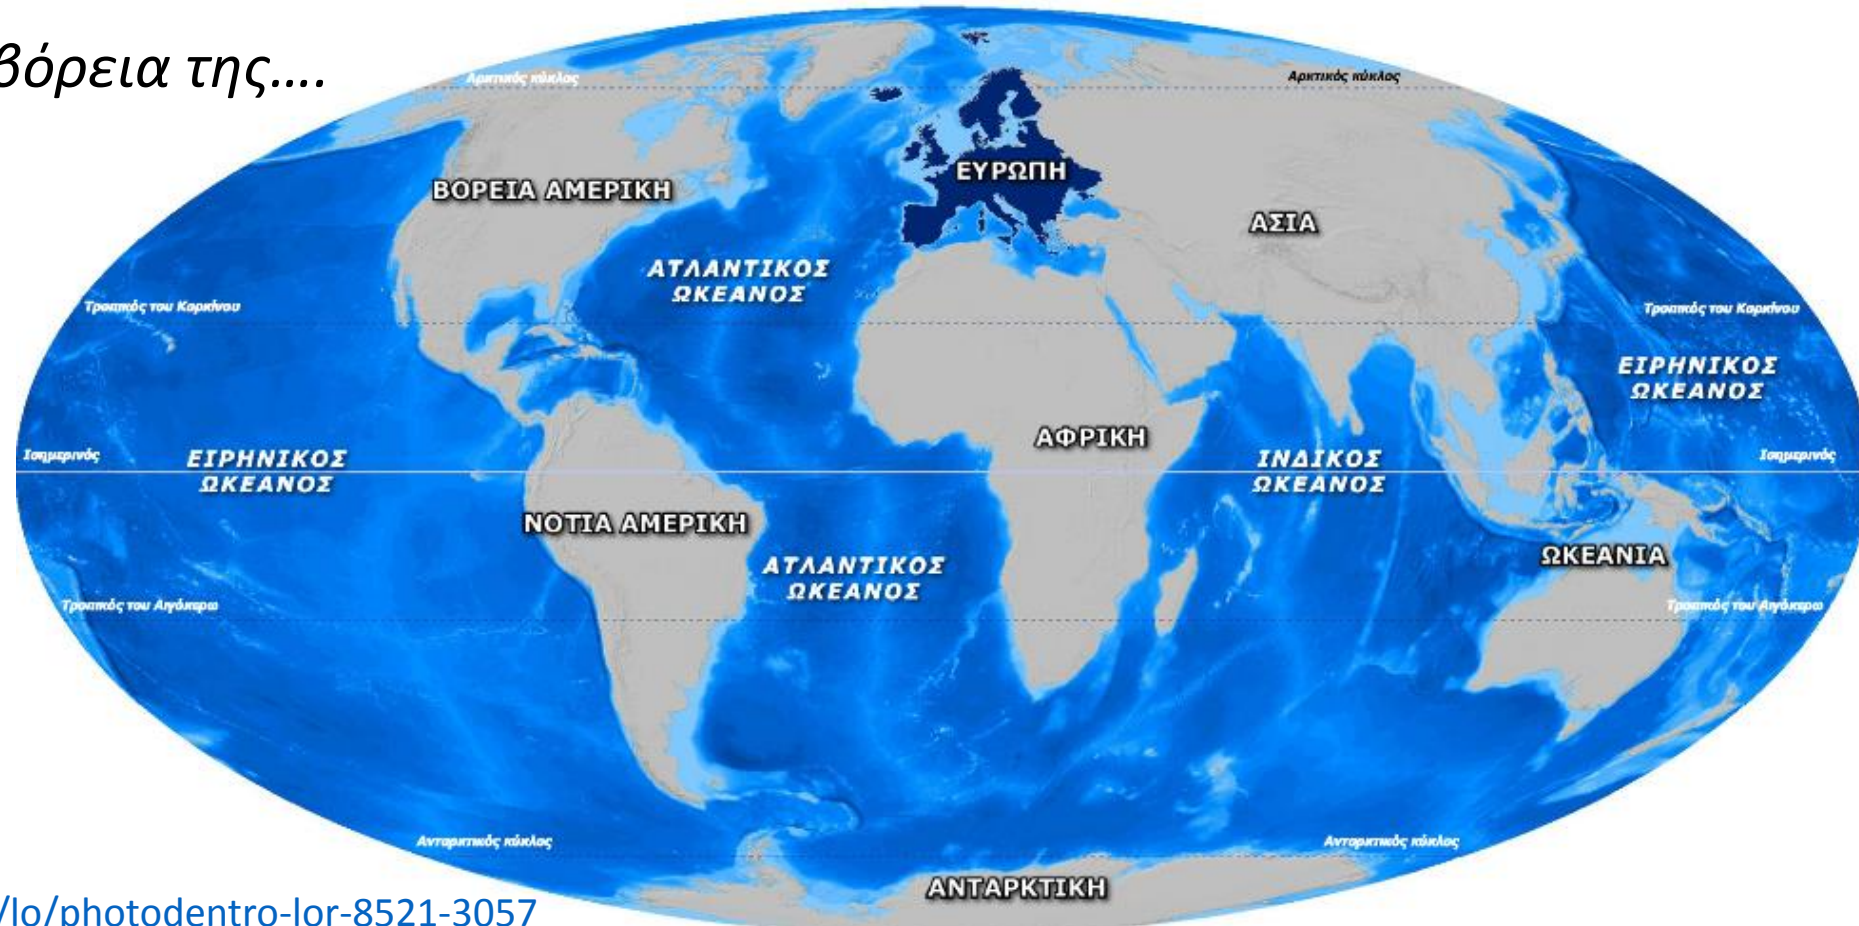 βόρεια της....
Αρκτικός κύκλος
Αρκτικός κύκλος
ΕΥΡΩΠΗ
ΒΟΡΕΙΑ ΑΜΕΡΙΚΗ
ΑΣΙΑ
ΑΤΛΑΝΤΙΚΟΣ
ΩΚΕΑΝΟΣ
Τροπικός του Καρκίνου
Τροπικός του Καρκίνου
ΕΙΡΗΝΙΚΟΣ
ΩΚΕΑΝΟΣ
ΑΦΡΙΚΗ
Ισημερινός
ΕΙΡΗΝΙΚΟΣ
ΩΚΕΑΝΟΣ
ΙΝΔΙΚΟΣ
ΩΚΕΑΝΟΣ
Ισημερινός
ΝΟΤΙΑ ΑΜΕΡΙΚΗ
ΩΚΕΑΝΙΑ
ΑΤΛΑΝΤΙΚΟΣ
ΩΚΕΑΝΟΣ
Τροπικός του Αιγόκερω
Τροπικός του Αιγόκερω
Ανταρκτικός κύκλος
Ανταρκτικός κύκλος
ΑΝΤΑΡΚΤΙΚΗ
/lo/photodentro-lor-8521-3057